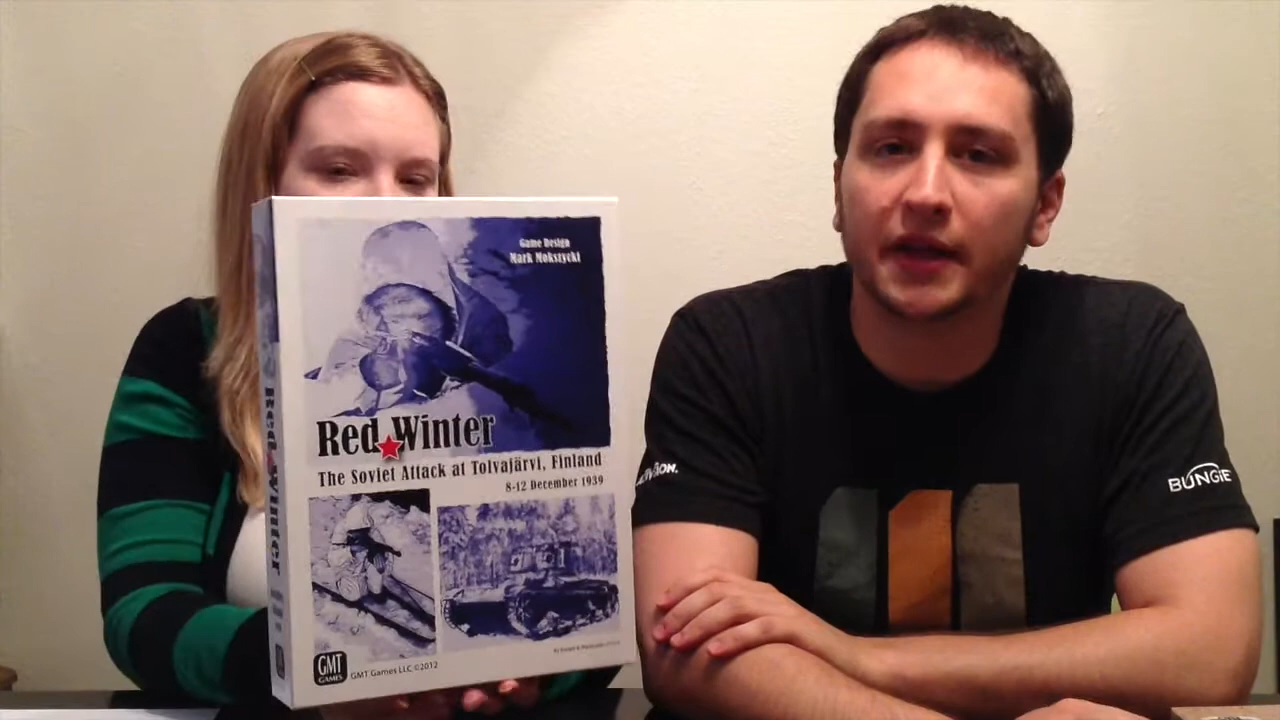 Game Design
Mark Mokszycki
Red Winter
The Soviet Attack at Tolvajärvi, Finland
8-12 December 1939
Red Winter
GMT
GAMES
GMT Games LLC ©2012
BUNGiE